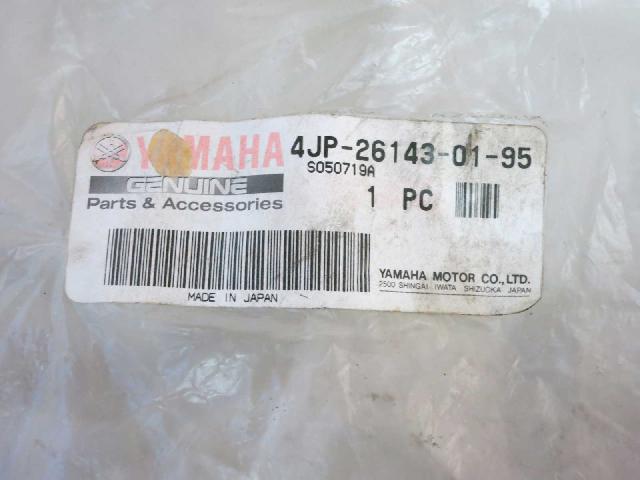 YAMAHA 4JP-26143-01-95
GENUINE S050719A
Parts & Accessories 1 PC
YAMAHA MOTOR CO.,LTD.
2500 SHINGAI IWATA SHIZUOKA JAPAN
MADE IN JAPAN